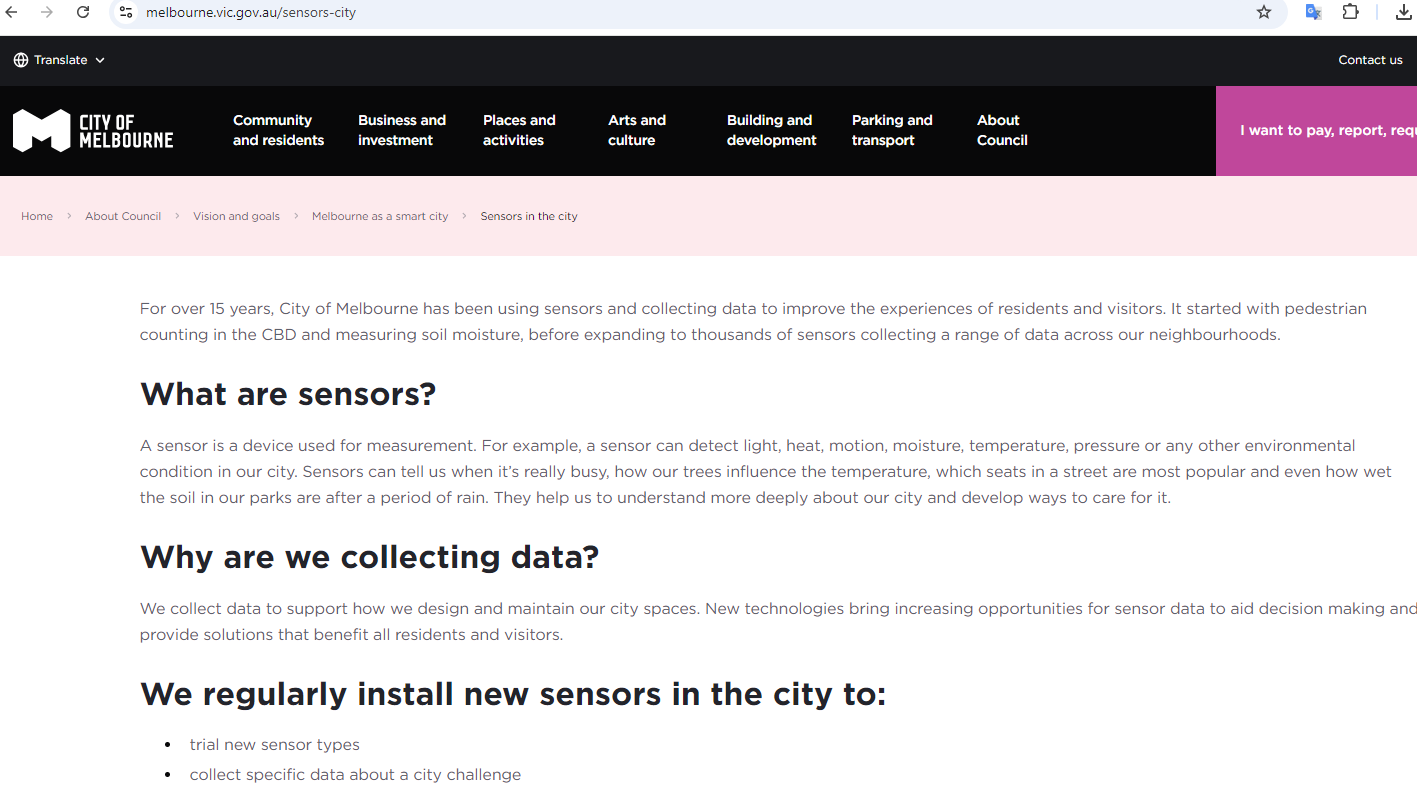 melbourne.vic.gov.au/sensors-city
Translate
Contact us
CITY OF
MELBOURNE
Community
and residents
Business and
investment
Places and
activities
Arts and
culture
Building and
development
Parking and
transport
About
Council
I want to pay, report, requ
Home > About Council > Vision and goals > Melbourne as a smart city > Sensors in the city
For over 15 years, City of Melbourne has been using sensors and collecting data to improve the experiences of residents and visitors. It started with pedestrian
counting in the CBD and measuring soil moisture, before expanding to thousands of sensors collecting a range of data across our neighbourhoods.
What are sensors?
A sensor is a device used for measurement. For example, a sensor can detect light, heat, motion, moisture, temperature, pressure or any other environmental
condition in our city. Sensors can tell us when it’s really busy, how our trees influence the temperature, which seats in a street are most popular and even how wet
the soil in our parks are after a period of rain. They help us to understand more deeply about our city and develop ways to care for it.
Why are we collecting data?
We collect data to support how we design and maintain our city spaces. New technologies bring increasing opportunities for sensor data to aid decision making and
provide solutions that benefit all residents and visitors.
We regularly install new sensors in the city to:
• trial new sensor types
• collect specific data about a city challenge